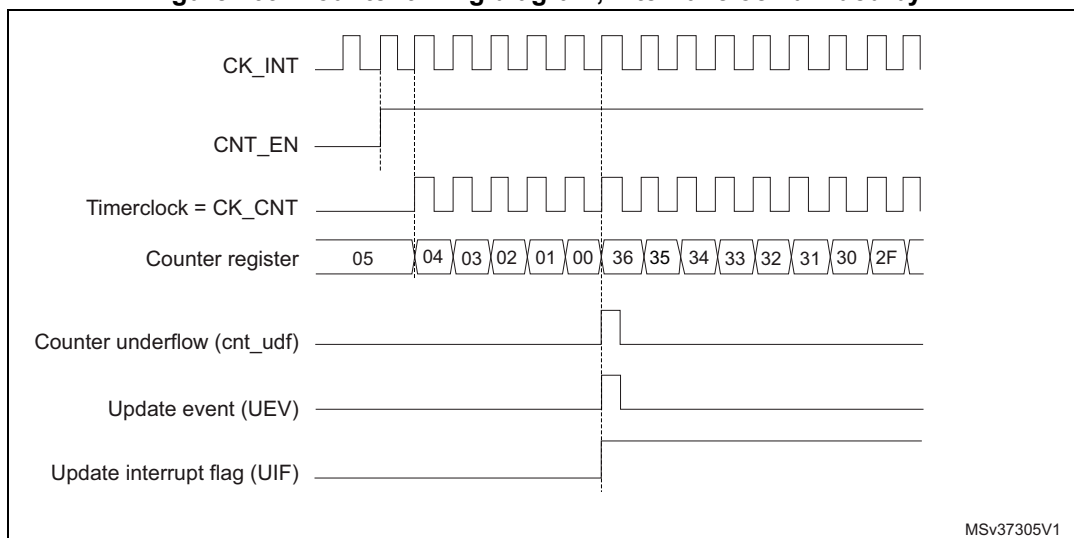 CK_INT
CNT_EN
Timerclock = CK_CNT
Counter register 05 04 03 02 01 00 36 35 34 33 32 31 30 2F
Counter underflow (cnt_udf)
Update event (UEV)
Update interrupt flag (UIF)
MSv37305V1